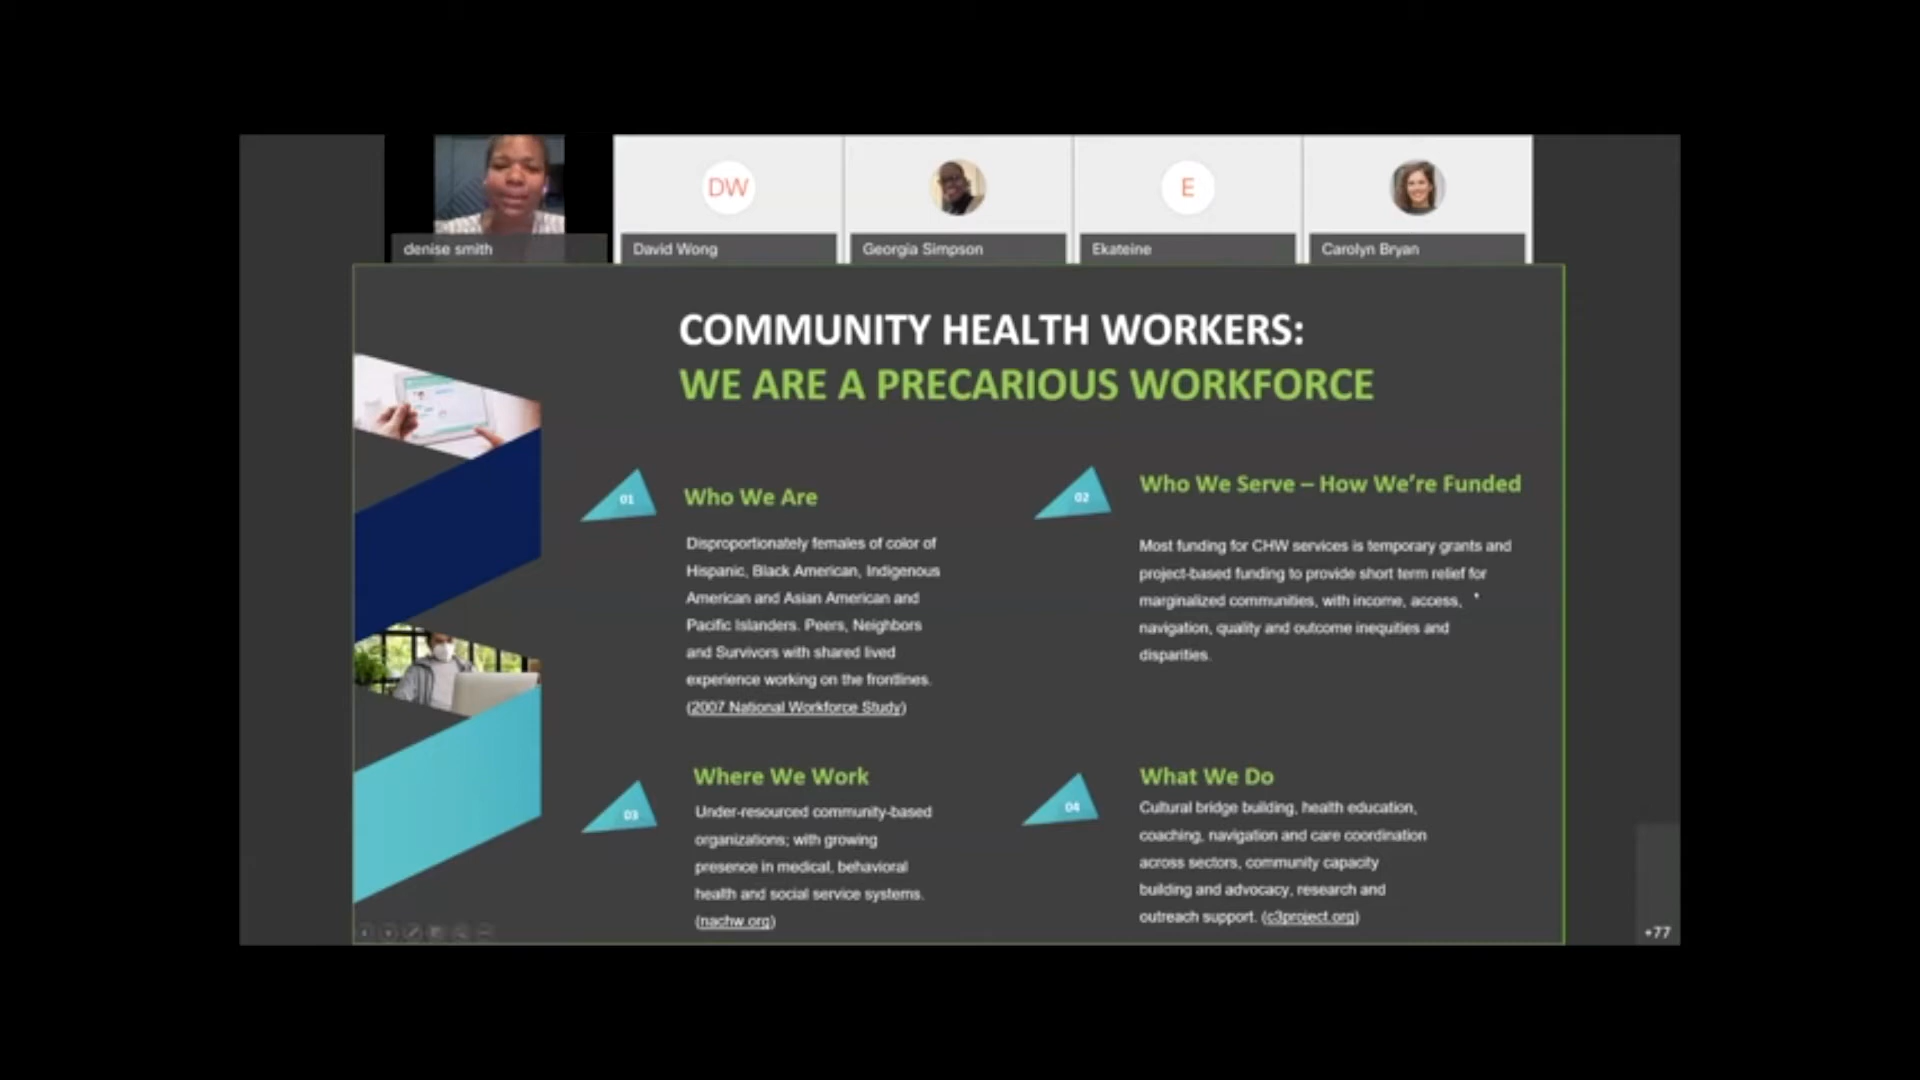 DW
E
denise smith
David Wong
Georgia Simpson
Ekateine
Carolyn Bryan
COMMUNITY HEALTH WORKERS:
WE ARE A PRECARIOUS WORKFORCE
01
Who We Are
Disproportionately females of color of
Hispanic, Black American, Indigenous
American and Asian American and
Pacific Islanders. Peers, Neighbors
and Survivors with shared lived
experience working on the frontlines.
(2007 National Workforce Study)
02
Who We Serve – How We're Funded
Most funding for CHW services is temporary grants and
project-based funding to provide short term relief for
marginalized communities, with income, access,
navigation, quality and outcome inequities and
disparities.
03
Where We Work
Under-resourced community-based
organizations; with growing
presence in medical, behavioral
health and social service systems.
(nachw.org)
04
What We Do
Cultural bridge building, health education,
coaching, navigation and care coordination
across sectors, community capacity
building and advocacy, research and
outreach support. (c3project.org)
+77